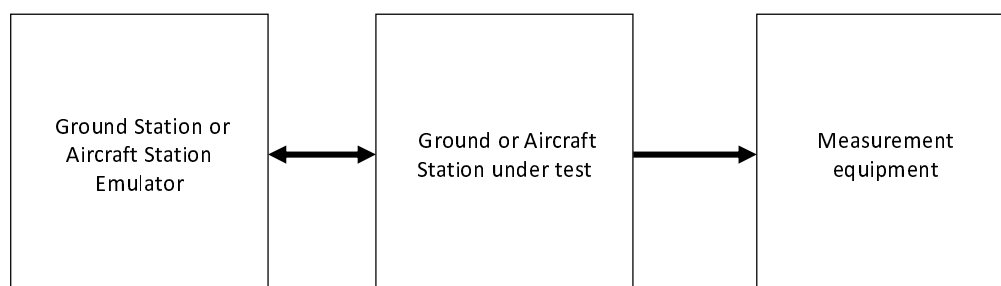 Ground Station or
Aircraft Station
Emulator
Ground or Aircraft
Station under test
Measurement
equipment